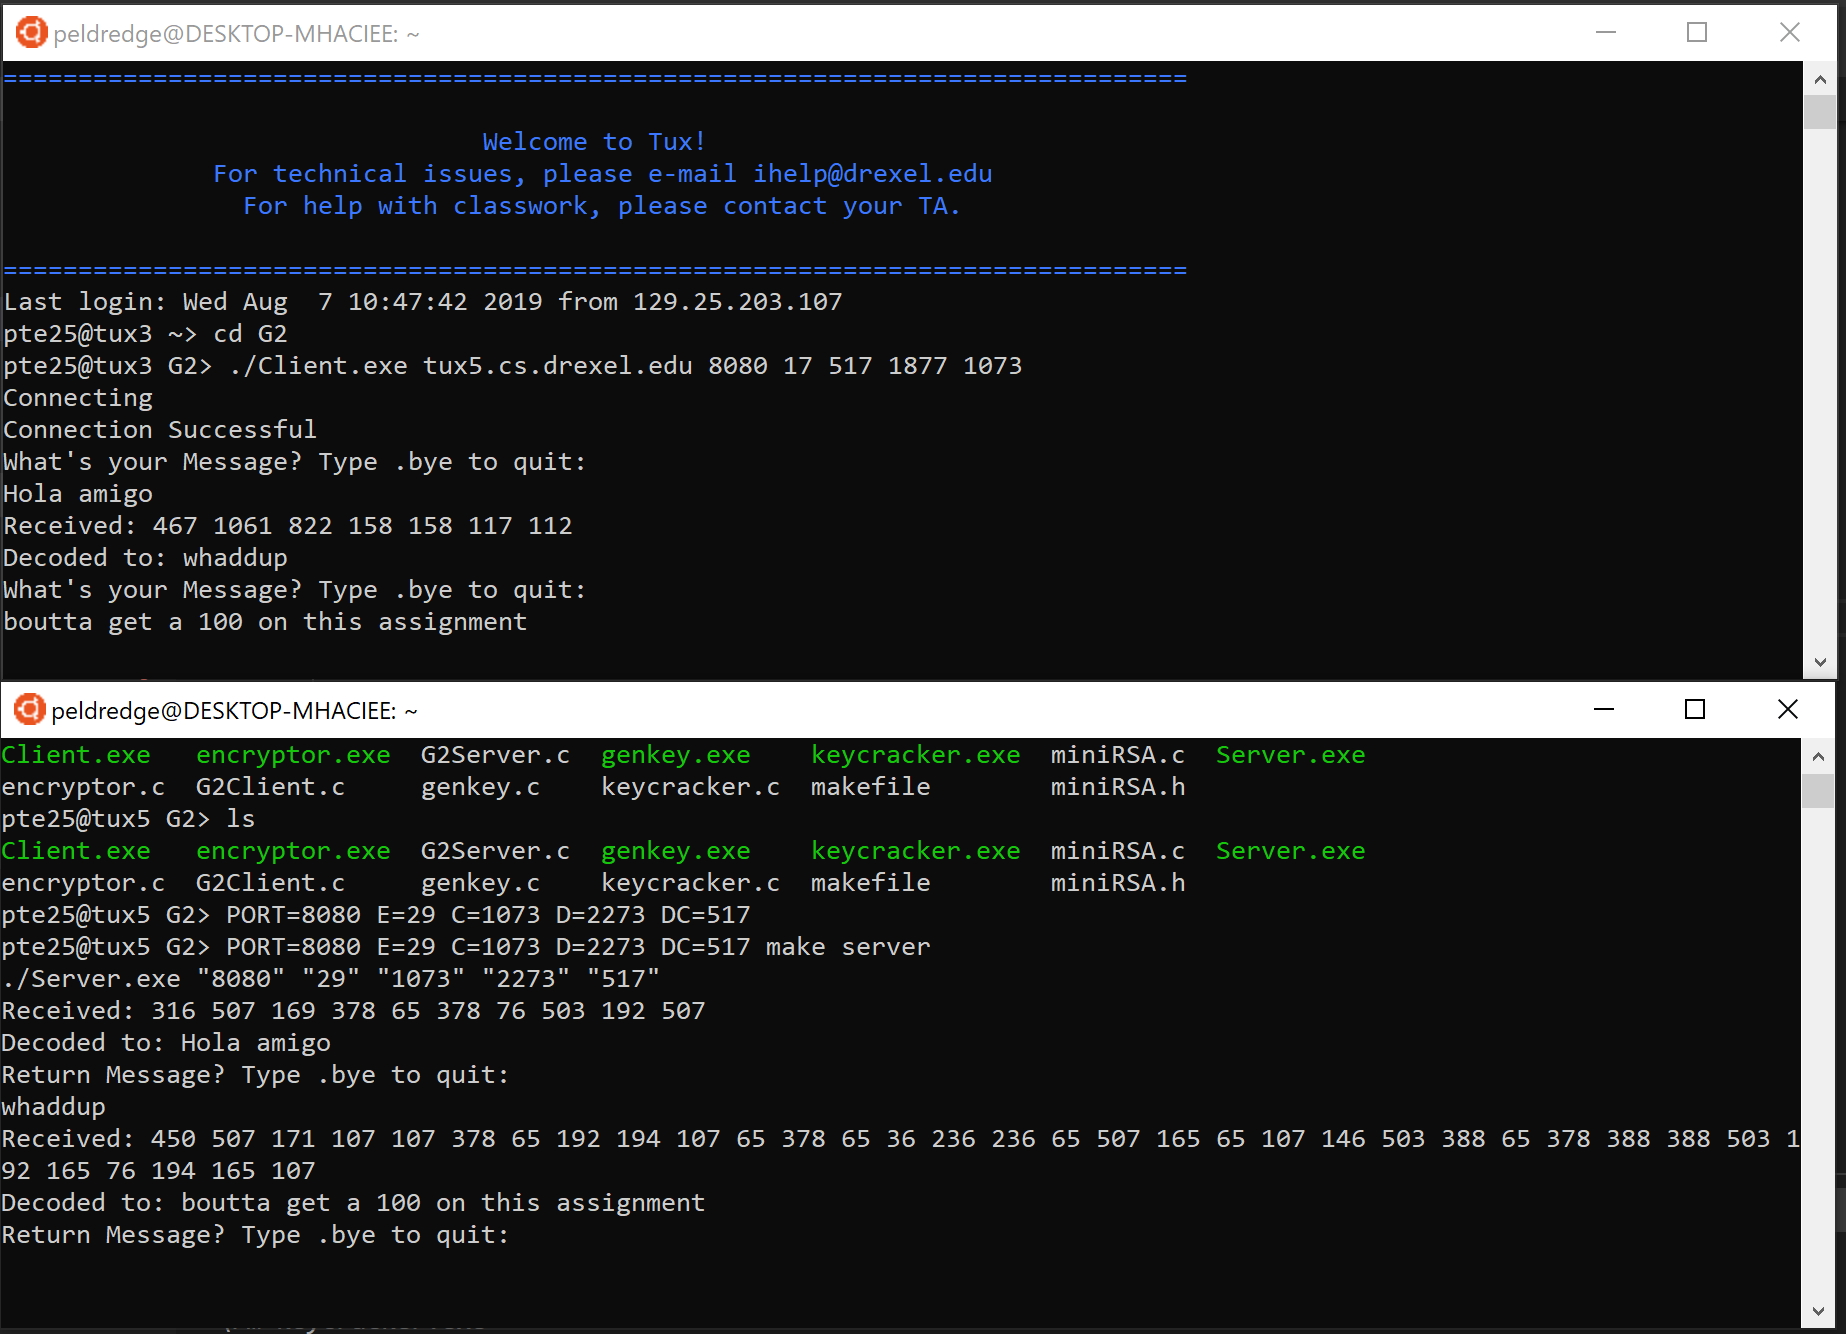 peldredge@DESKTOP-MHACIEE: ~
===============================================================================
Welcome to Tux!
For technical issues, please e-mail ihelp@drexel.edu
For help with classwork, please contact your TA.
===============================================================================
Last login: Wed Aug  7 10:47:42 2019 from 129.25.203.107
pte25@tux3 ~> cd G2
pte25@tux3 G2> ./Client.exe tux5.cs.drexel.edu 8080 17 517 1877 1073
Connecting
Connection Successful
What's your Message? Type .bye to quit:
Hola amigo
Received: 467 1061 822 158 158 117 112
Decoded to: whaddup
What's your Message? Type .bye to quit:
boutta get a 100 on this assignment
peldredge@DESKTOP-MHACIEE: ~
Client.exe   encryptor.exe  G2Server.c  genkey.exe    keycracker.exe  miniRSA.c  Server.exe
encryptor.c  G2Client.c     genkey.c    keycracker.c  makefile        miniRSA.h
pte25@tux5 G2> ls
Client.exe   encryptor.exe  G2Server.c  genkey.exe    keycracker.exe  miniRSA.c  Server.exe
encryptor.c  G2Client.c     genkey.c    keycracker.c  makefile        miniRSA.h
pte25@tux5 G2> PORT=8080 E=29 C=1073 D=2273 DC=517
pte25@tux5 G2> PORT=8080 E=29 C=1073 D=2273 DC=517 make server
./Server.exe "8080" "29" "1073" "2273" "517"
Received: 316 507 169 378 65 378 76 503 192 507
Decoded to: Hola amigo
Return Message? Type .bye to quit:
whaddup
Received: 450 507 171 107 107 378 65 192 194 107 65 378 65 36 236 236 65 507 165 65 107 146 503 388 65 378 388 388 503 1
92 165 76 194 165 107
Decoded to: boutta get a 100 on this assignment
Return Message? Type .bye to quit: